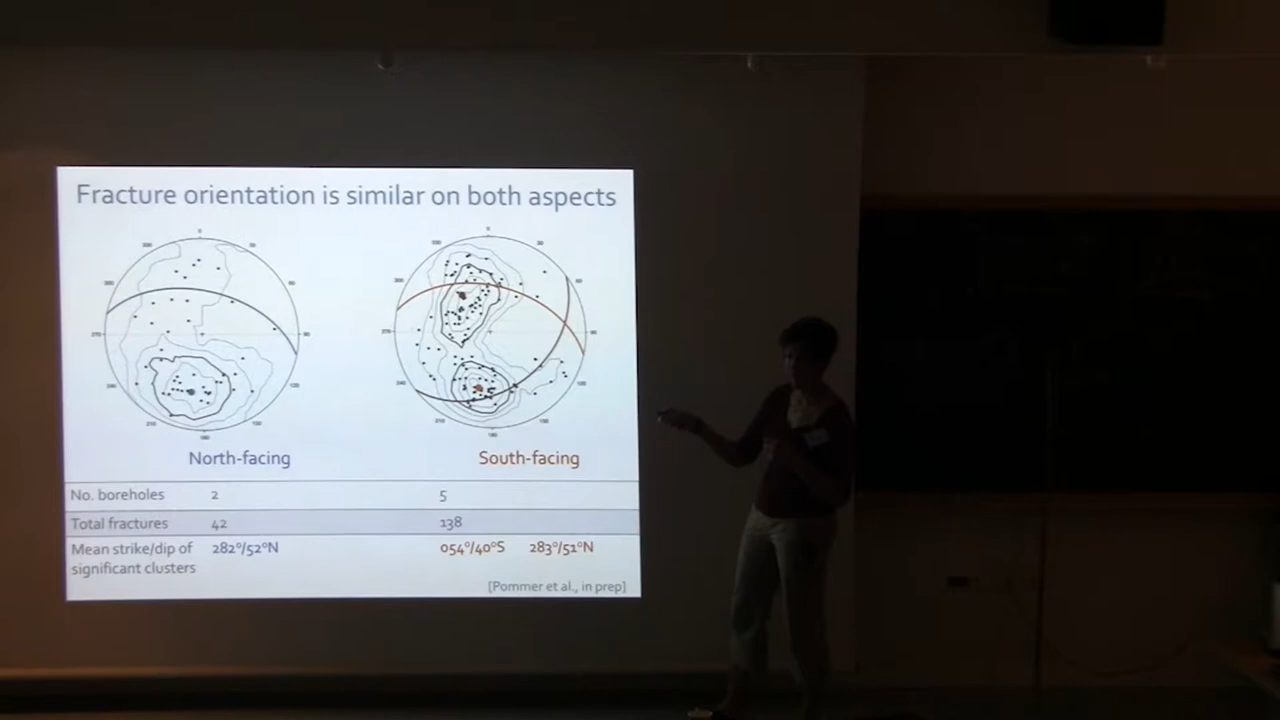 Fracture orientation is similar on both aspects
North-facing South-facing
No. boreholes 2 5
Total fractures 42 138
Mean strike/dip of 282°/52°N 054°/40°S 283°/51°N
significant clusters
[Pommer et al., in prep]